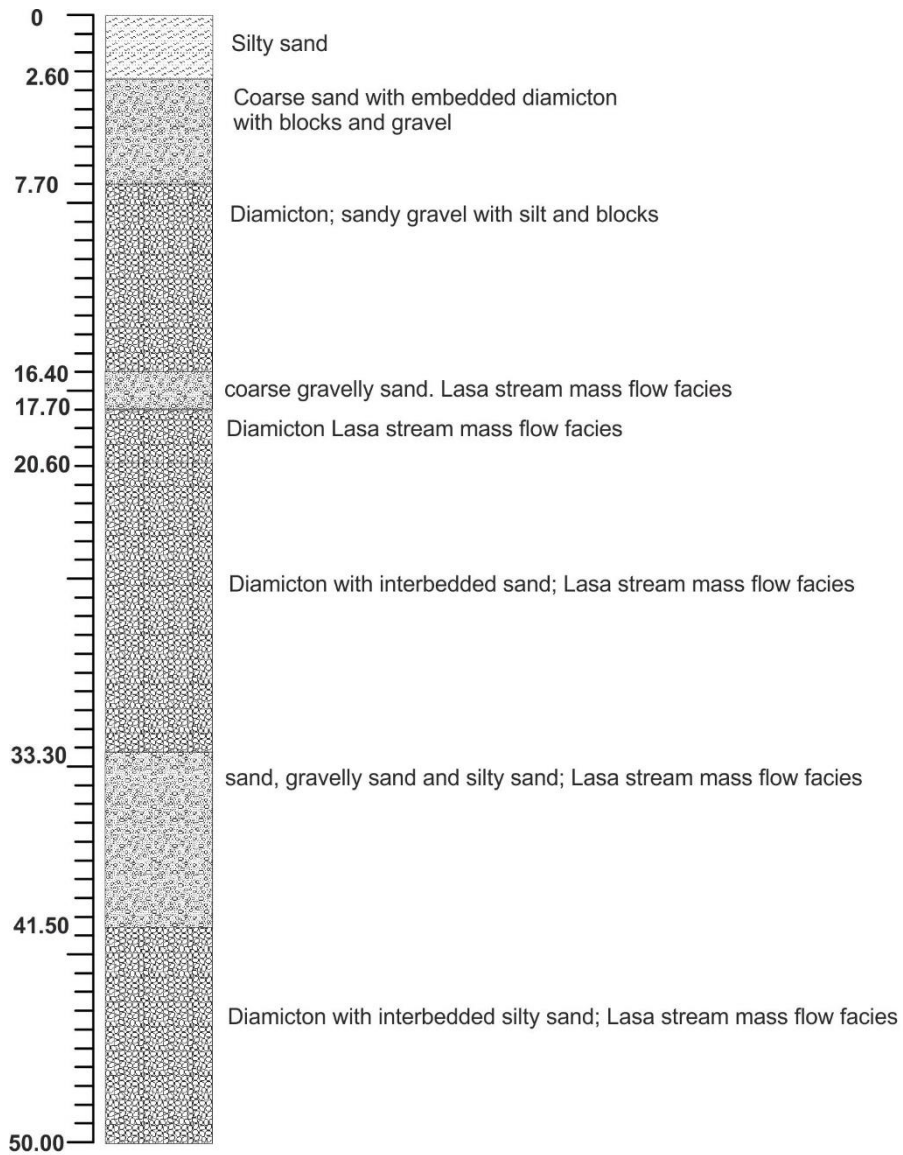 0
Silty sand
2.60
Coarse sand with embedded diamicton
with blocks and gravel
7.70
Diamicton; sandy gravel with silt and blocks
16.40
coarse gravelly sand. Lasa stream mass flow facies
17.70
Diamicton Lasa stream mass flow facies
20.60
Diamicton with interbedded sand; Lasa stream mass flow facies
33.30
sand, gravelly sand and silty sand; Lasa stream mass flow facies
41.50
Diamicton with interbedded silty sand; Lasa stream mass flow facies
50.00